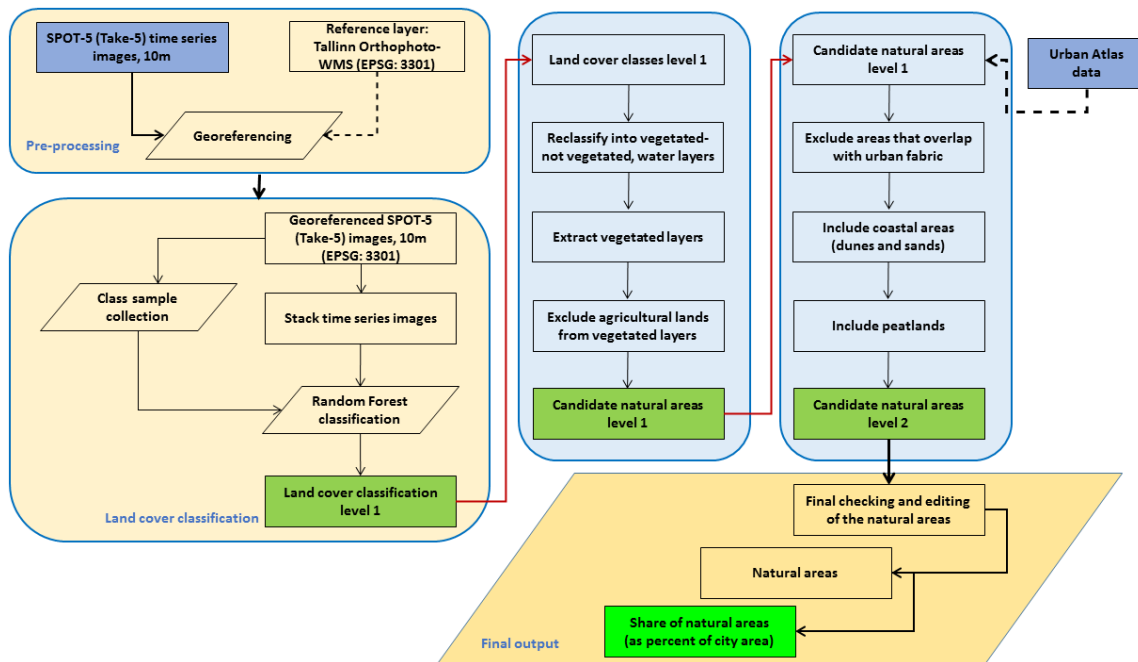 SPOT-5 (Take-5) time series
images, 10m
Reference layer:
Tallinn Orthophoto-
WMS (EPSG: 3301)
Georeferencing
Pre-processing
Georeferenced SPOT-5
(Take-5) images, 10m
(EPSG: 3301)
Class sample
collection
Stack time series images
Random Forest
classification
Land cover classification
level 1
Land cover classification
Land cover classes level 1
Reclassify into vegetated-
not vegetated, water layers
Extract vegetated layers
Exclude agricultural lands
from vegetated layers
Candidate natural areas
level 1
Candidate natural areas
level 1
Urban Atlas
data
Exclude areas that overlap
with urban fabric
Include coastal areas
(dunes and sands)
Include peatlands
Candidate natural areas
level 2
Final checking and editing
of the natural areas
Natural areas
Share of natural areas
(as percent of city area)
Final output